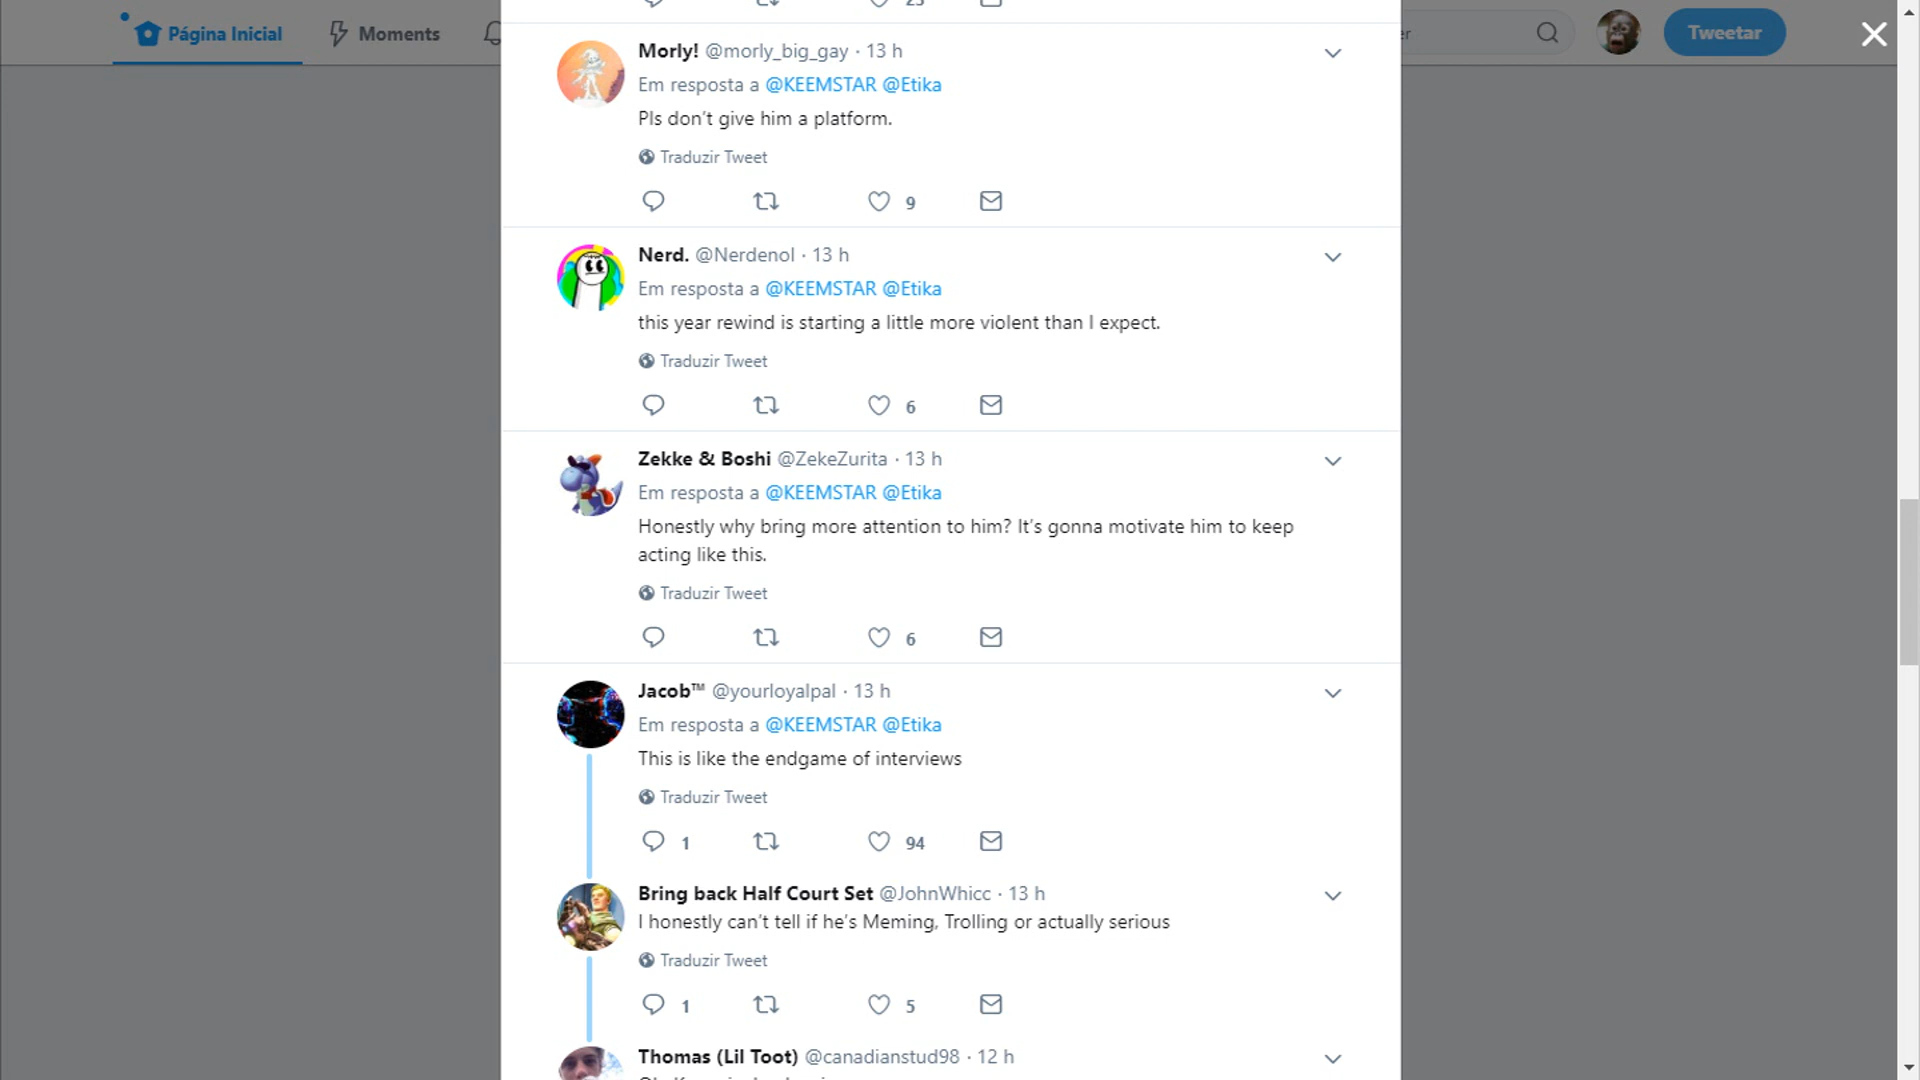 23
Página Inicial
Moments
er
Tweetar
Morly! @morly_big_gay · 13 h
Em resposta a @KEEMSTAR @Etika
Pls don't give him a platform.
Traduzir Tweet
9
Nerd. @Nerdenol · 13 h
Em resposta a @KEEMSTAR @Etika
this year rewind is starting a little more violent than I expect.
Traduzir Tweet
6
Zekke & Boshi @ZekeZurita · 13 h
Em resposta a @KEEMSTAR @Etika
Honestly why bring more attention to him? It's gonna motivate him to keep
acting like this.
Traduzir Tweet
6
Jacob™ @yourloyalpal · 13 h
Em resposta a @KEEMSTAR @Etika
This is like the endgame of interviews
Traduzir Tweet
1 94
Bring back Half Court Set @JohnWhicc · 13 h
I honestly can't tell if he's Meming, Trolling or actually serious
Traduzir Tweet
1 5
Thomas (Lil Toot) @canadianstud98 · 12 h